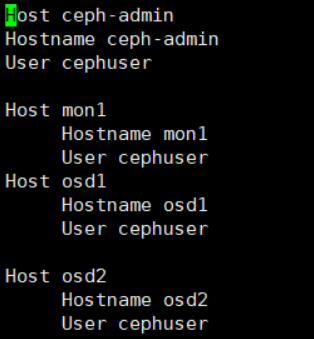 Host ceph-admin
Hostname ceph-admin
User cephuser

Host mon1
     Hostname mon1
     User cephuser
Host osd1
     Hostname osd1
     User cephuser

Host osd2
     Hostname osd2
     User cephuser